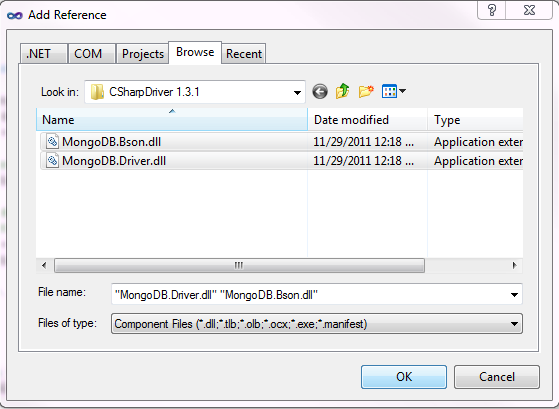 Add Reference
.NET COM Projects Browse Recent
Look in: CSharpDriver 1.3.1
Name Date modified Type
MongoDB.Bson.dll 11/29/2011 12:18 ... Application exter
MongoDB.Driver.dll 11/29/2011 12:18 ... Application exter
File name: "MongoDB.Driver.dll" "MongoDB.Bson.dll"
Files of type: Component Files (*.dll;*.tlb;*.olb;*.ocx;*.exe;*.manifest)
OK Cancel